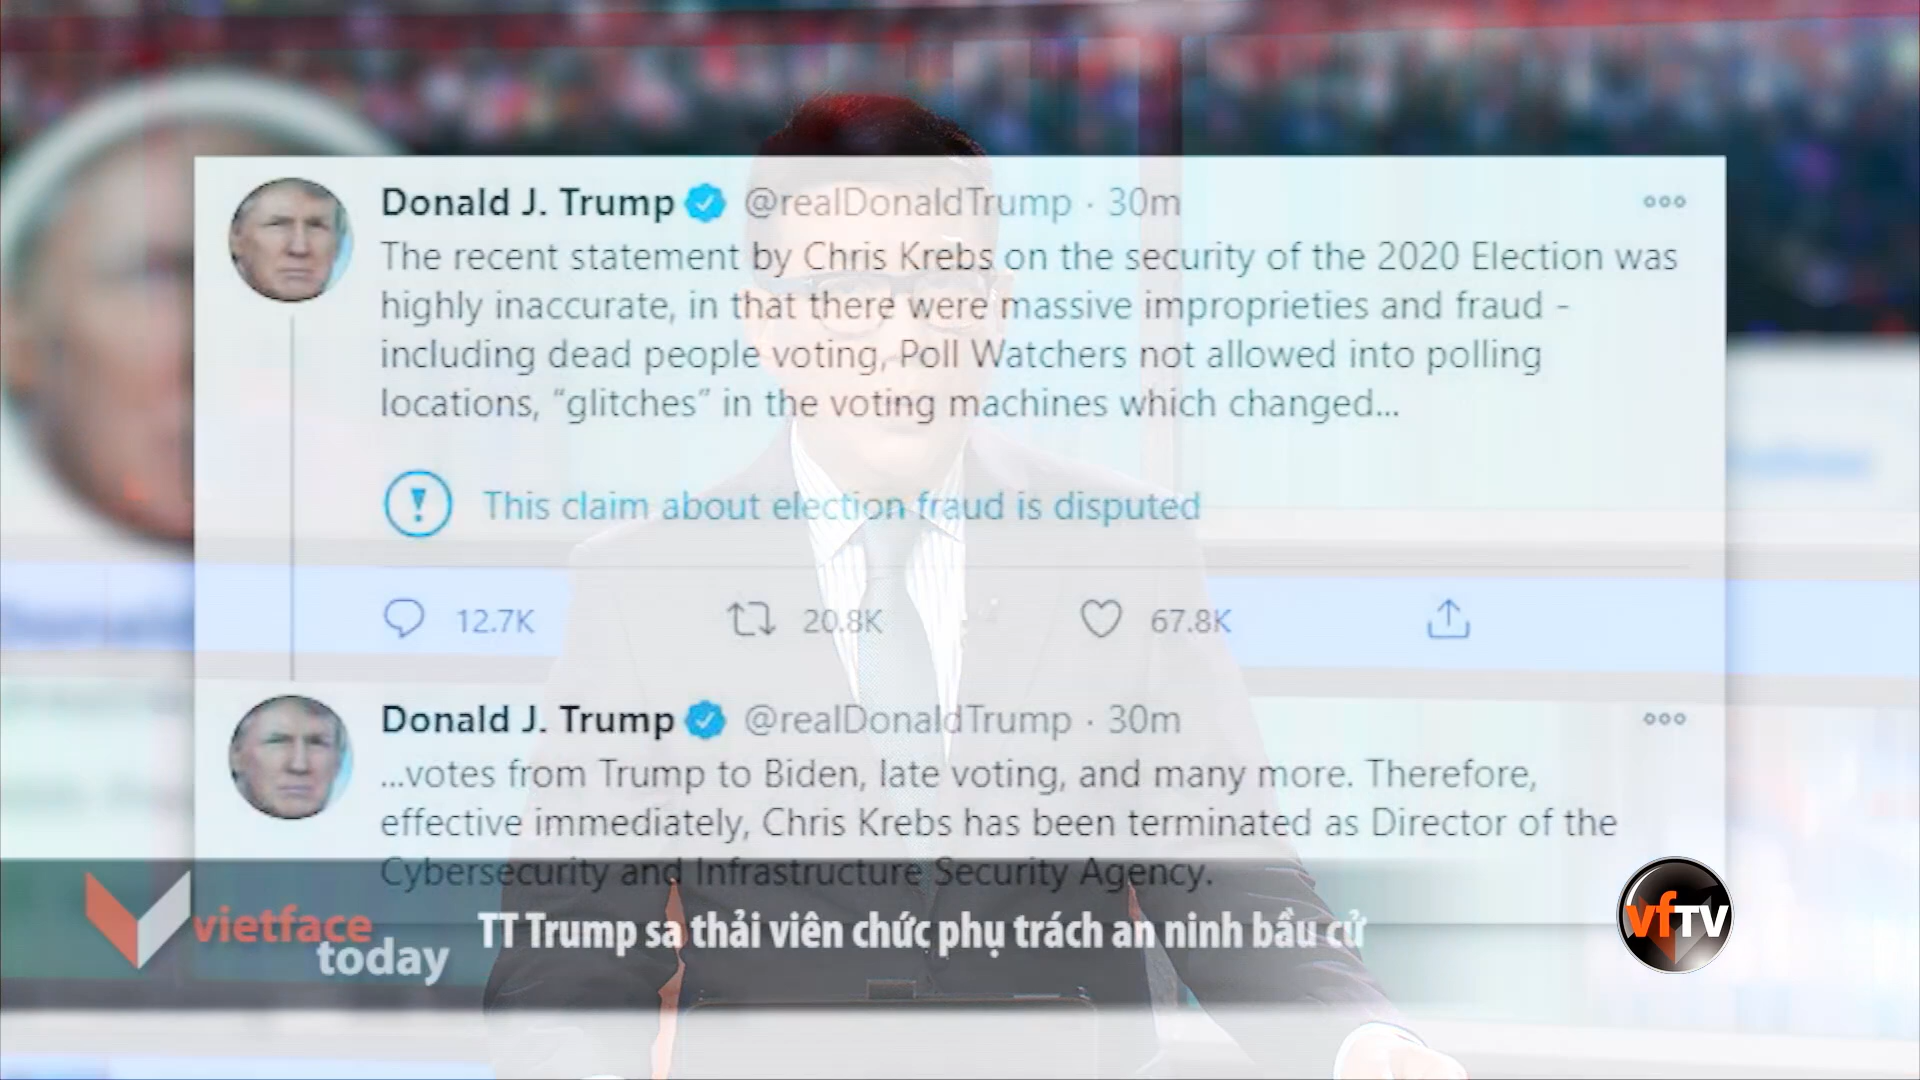 Donald J. Trump @realDonaldTrump · 30m
The recent statement by Chris Krebs on the security of the 2020 Election was
highly inaccurate, in that there were massive improprieties and fraud -
including dead people voting, Poll Watchers not allowed into polling
locations, “glitches” in the voting machines which changed...
This claim about election fraud is disputed
12.7K 20.8K 67.8K
Donald J. Trump @realDonaldTrump · 30m
...votes from Trump to Biden, late voting, and many more. Therefore,
effective immediately, Chris Krebs has been terminated as Director of the
Cybersecurity and Infrastructure Security Agency.
vietface
today
TT Trump sa thải viên chức phụ trách an ninh bầu cử
vfTV